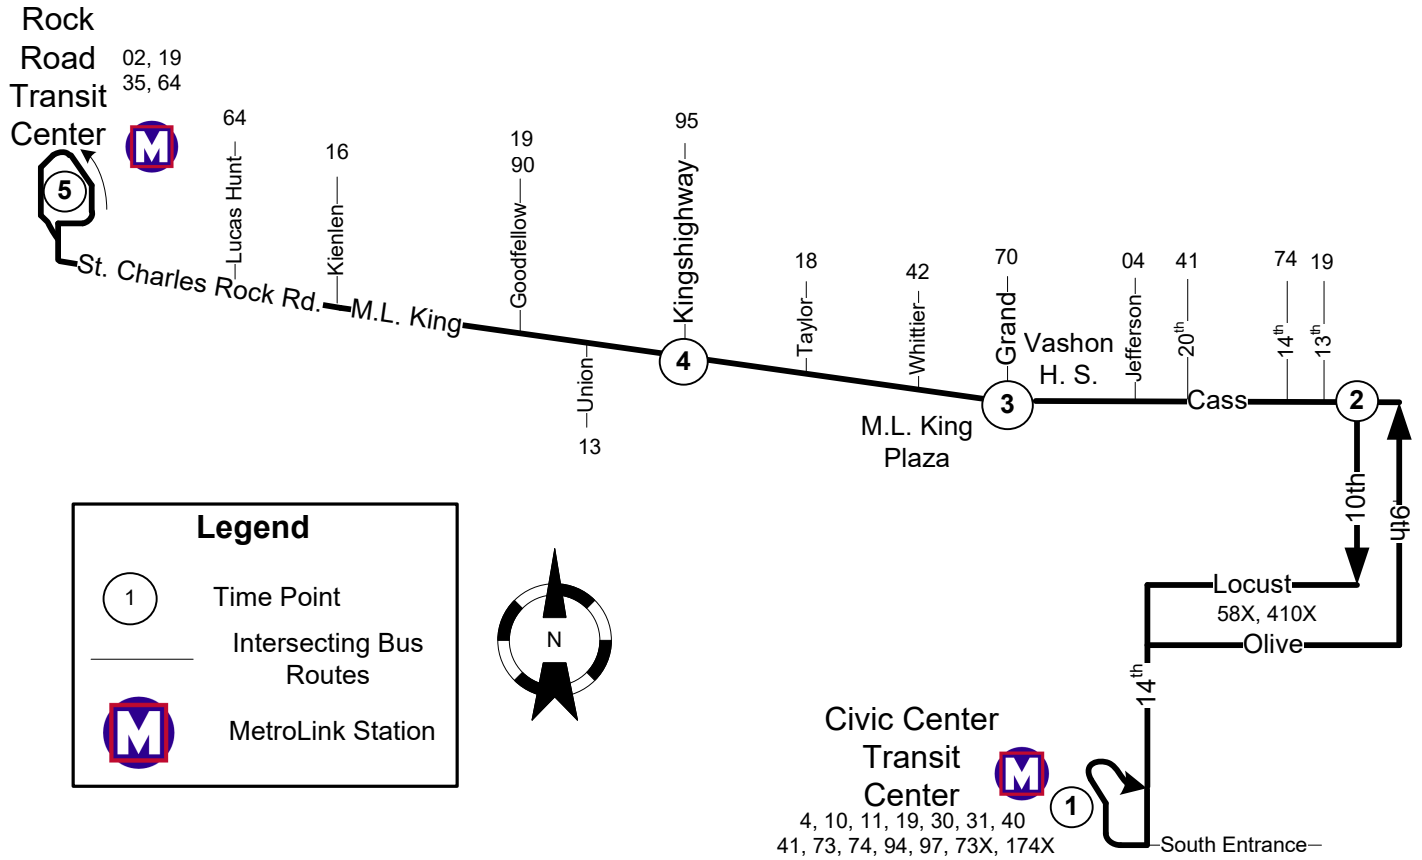 Rock
Road
Transit
Center
02, 19
35, 64
M
5
64
Lucas Hunt
16
Kienlen
19
90
Goodfellow
95
Kingshighway
18
Taylor
42
Whittier
70
Grand
04
Jefferson
41
20th
74
14th
19
13th
St. Charles Rock Rd.
M.L. King
4
Union
13
3
Vashon
H. S.
M.L. King
Plaza
Cass
2
10th
9th
Locust
58X, 410X
Olive
14th
Legend
1
Time Point
Intersecting Bus
Routes
M
MetroLink Station
N
Civic Center
Transit
Center
M
1
4, 10, 11, 19, 30, 31, 40
41, 73, 74, 94, 97, 73X, 174X
South Entrance